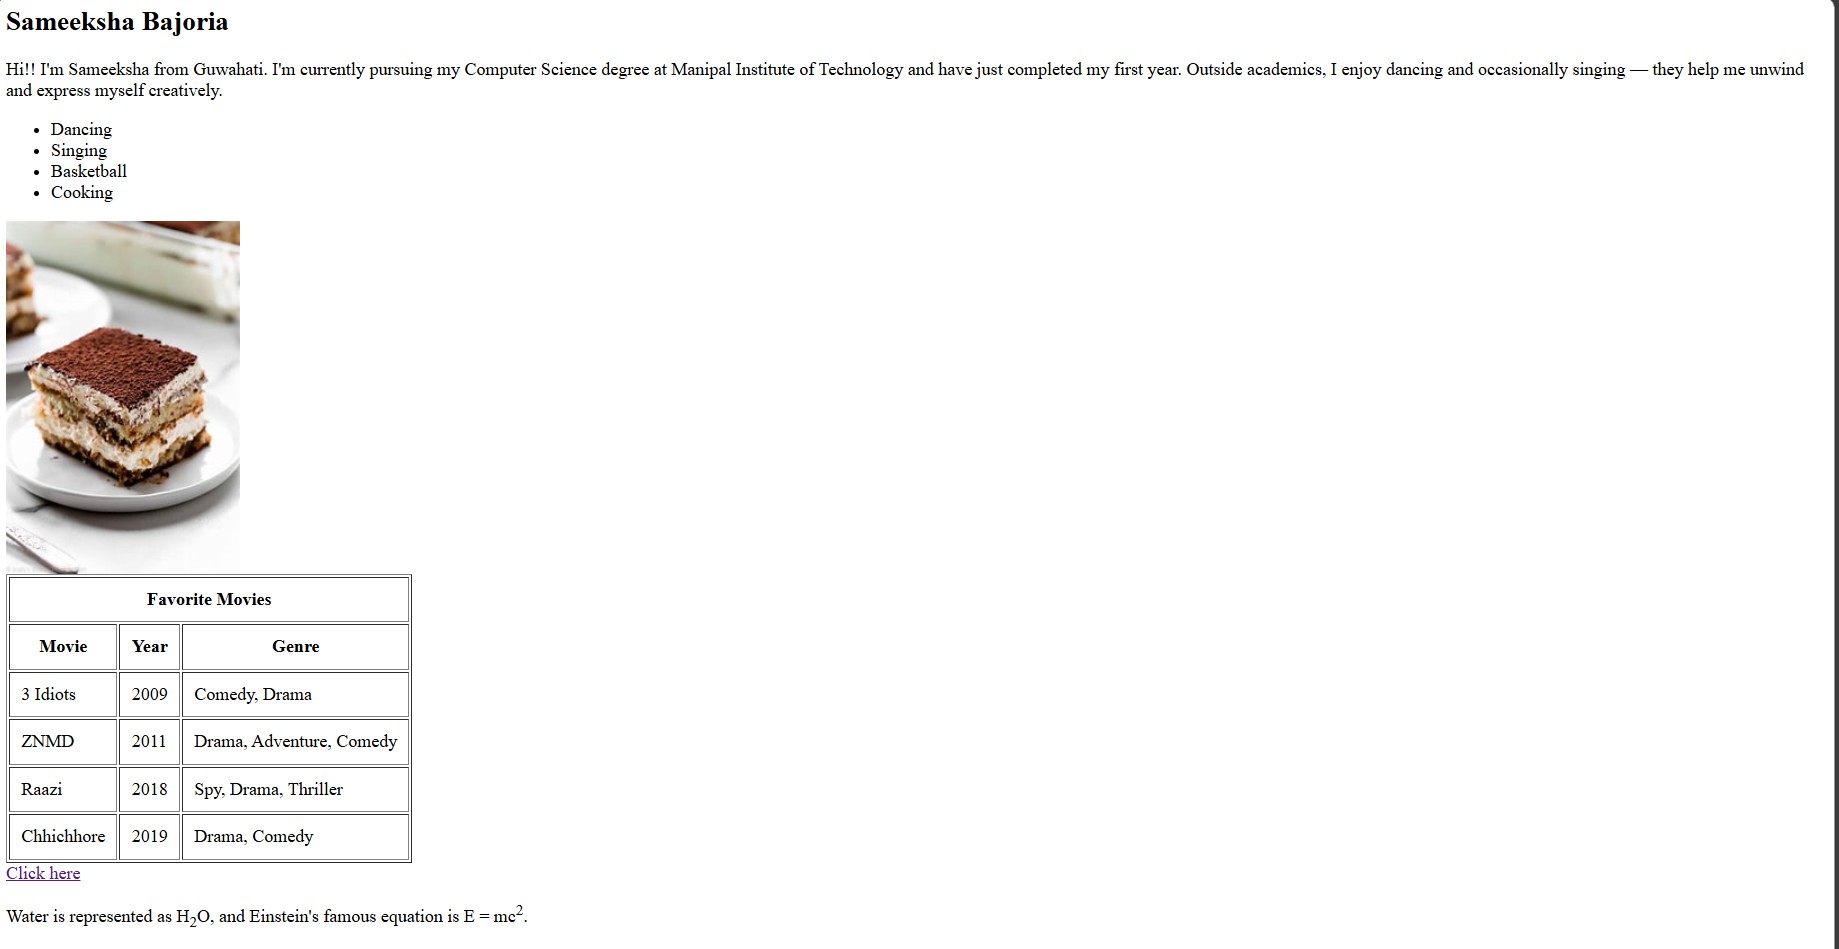 Sameeksha Bajoria
Hi!! I'm Sameeksha from Guwahati. I'm currently pursuing my Computer Science degree at Manipal Institute of Technology and have just completed my first year. Outside academics, I enjoy dancing and occasionally singing — they help me unwind
and express myself creatively.
• Dancing
• Singing
• Basketball
• Cooking
Favorite Movies
Movie Year Genre
3 Idiots 2009 Comedy, Drama
ZNMD 2011 Drama, Adventure, Comedy
Raazi 2018 Spy, Drama, Thriller
Chhichhore 2019 Drama, Comedy
Click here
Water is represented as H₂O, and Einstein's famous equation is E = mc².